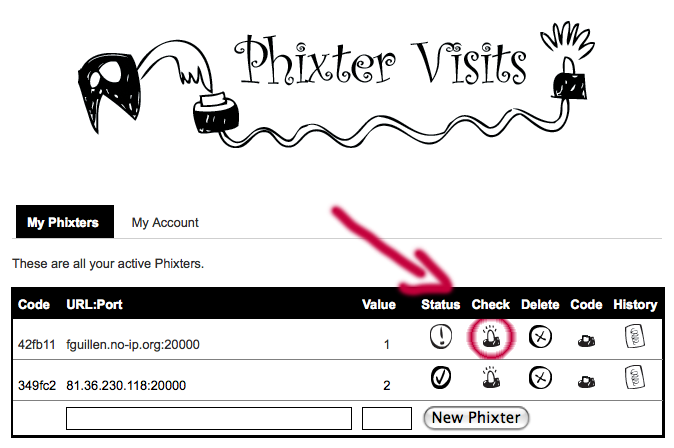 Phixter Visits
My Phixters My Account
These are all your active Phixters.
Code URL:Port Value Status Check Delete Code History
42fb11 fguillen.no-ip.org:20000 1
349fc2 81.36.230.118:20000 2
New Phixter